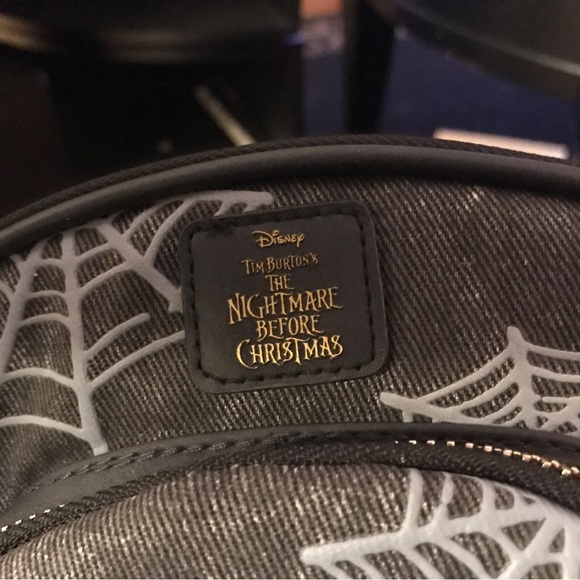 Disney
TIM BURTON'S
THE
NIGHTMARE
BEFORE
CHRISTMAS